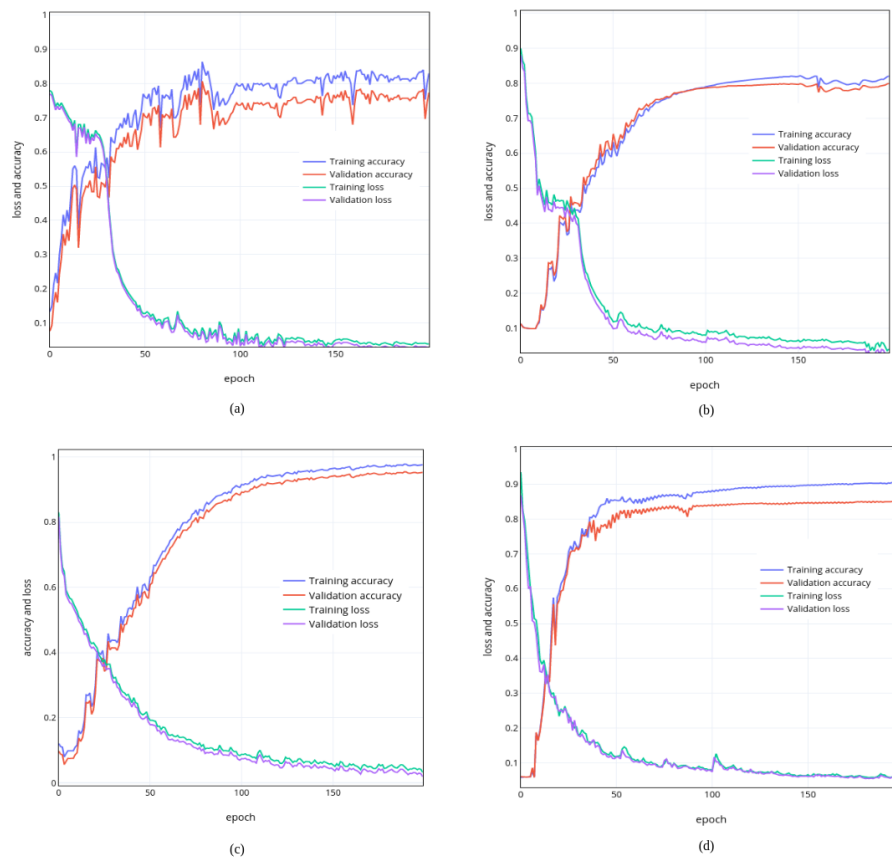 1
0.9
0.8
0.7
0.6
0.5
0.4
0.3
0.2
0.1
loss and accuracy
Training accuracy
Validation accuracy
Training loss
Validation loss
0 50 100 150
epoch
(a)
1
0.9
0.8
0.7
0.6
0.5
0.4
0.3
0.2
0.1
loss and accuracy
Training accuracy
Validation accuracy
Training loss
Validation loss
0 50 100 150
epoch
(b)
1
0.8
0.6
0.4
0.2
0
accuracy and loss
Training accuracy
Validation accuracy
Training loss
Validation loss
0 50 100 150
epoch
(c)
1
0.9
0.8
0.7
0.6
0.5
0.4
0.3
0.2
0.1
loss and accuracy
Training accuracy
Validation accuracy
Training loss
Validation loss
0 50 100 150
epoch
(d)